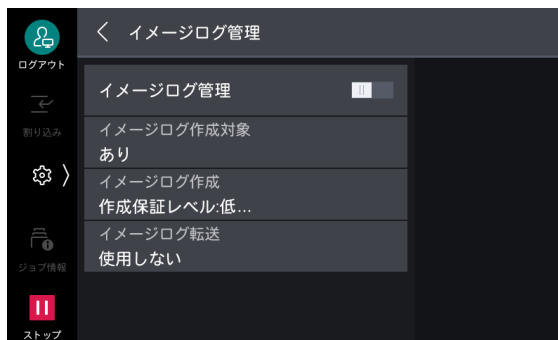 イメージログ管理
ログアウト
イメージログ管理
割り込み
イメージログ作成対象
あり
イメージログ作成
作成保証レベル:低...
イメージログ転送
使用しない
ジョブ情報
ストップ